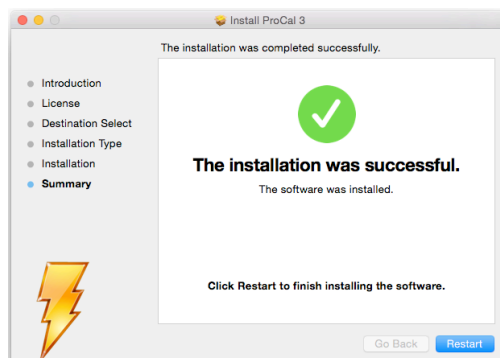 Install ProCal 3
The installation was completed successfully.
Introduction
License
Destination Select
Installation Type
Installation
Summary
The installation was successful.
The software was installed.
Click Restart to finish installing the software.
Go Back
Restart